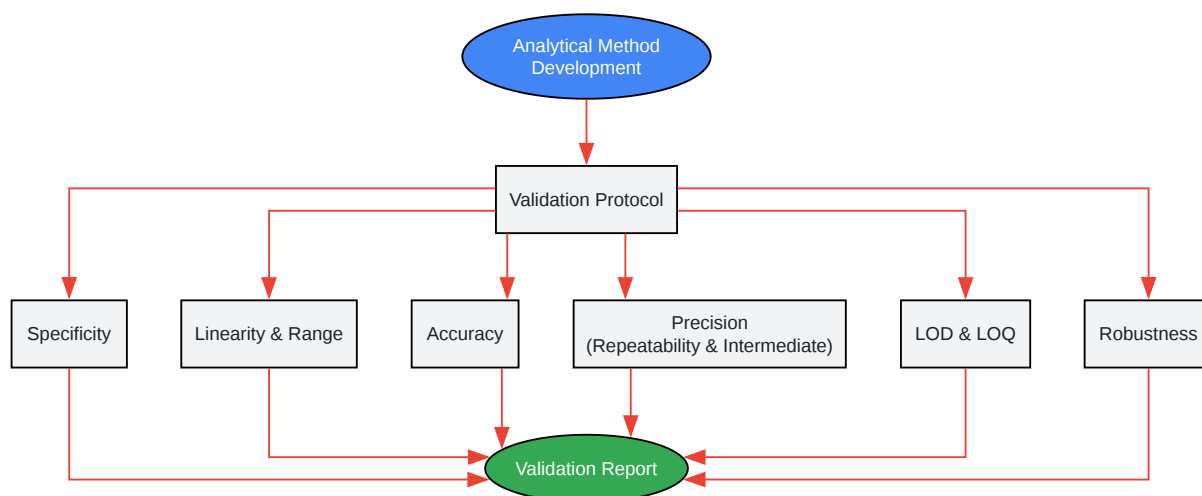 Analytical Method
Development
Validation Protocol
Specificity
Linearity & Range
Accuracy
Precision
(Repeatability & Intermediate)
LOD & LOQ
Robustness
Validation Report